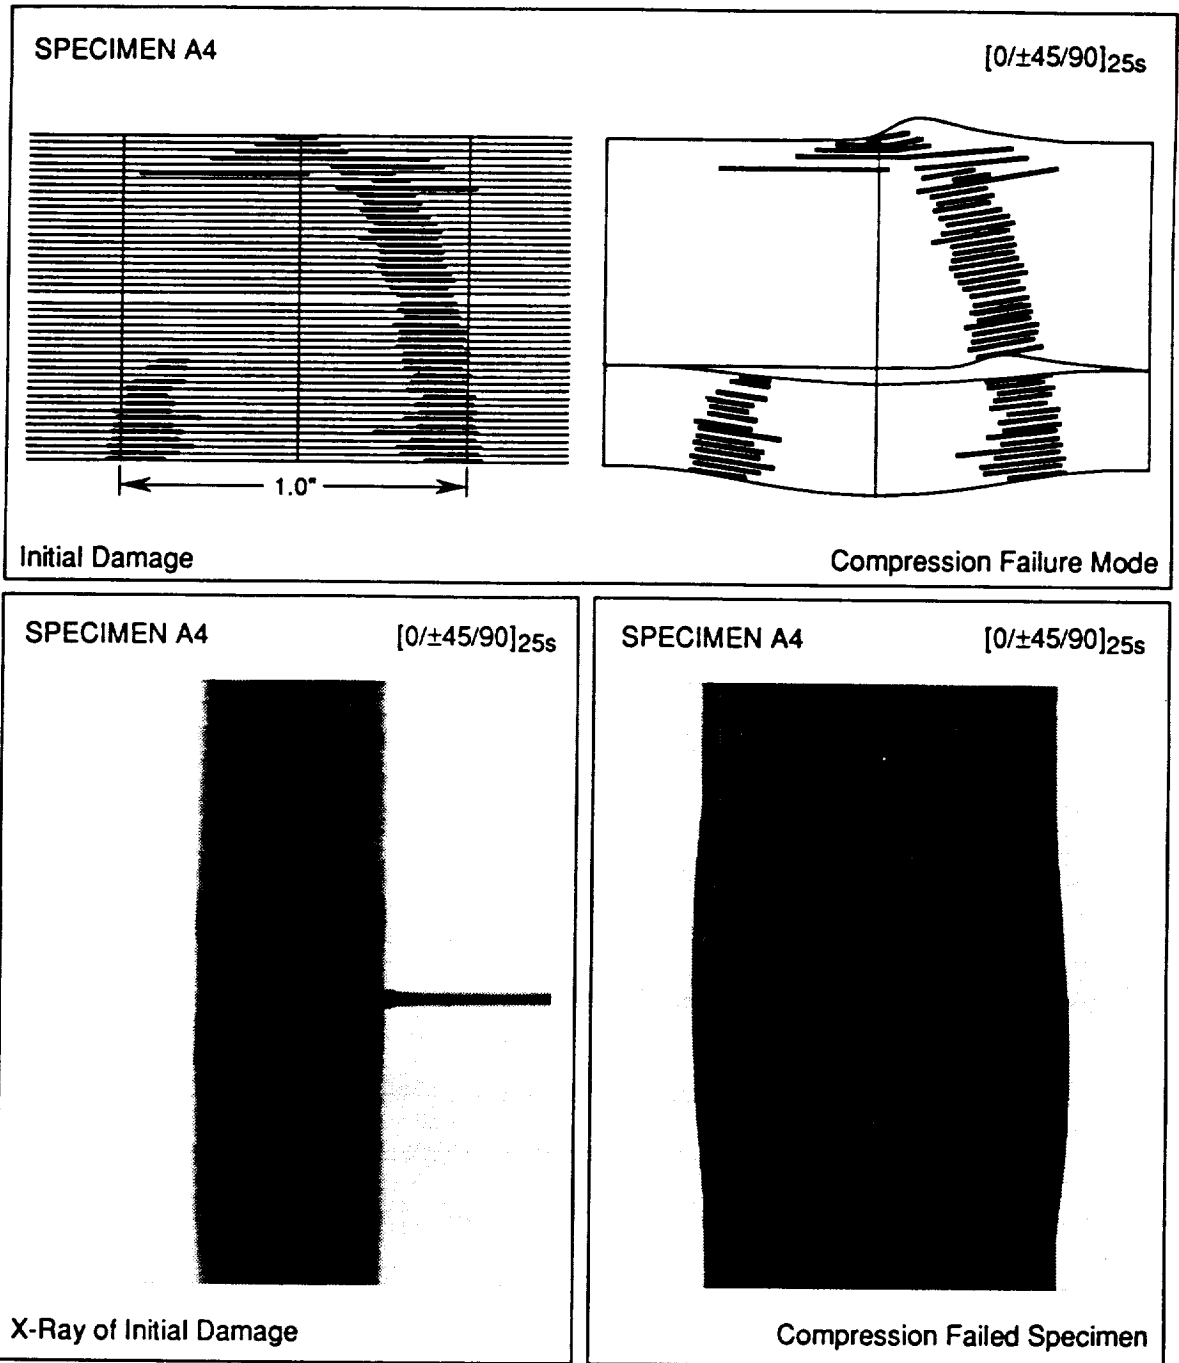 SPECIMEN A4
[0/±45/90]25s
1.0"
Initial Damage
Compression Failure Mode
SPECIMEN A4
[0/±45/90]25s
X-Ray of Initial Damage
SPECIMEN A4
[0/±45/90]25s
Compression Failed Specimen